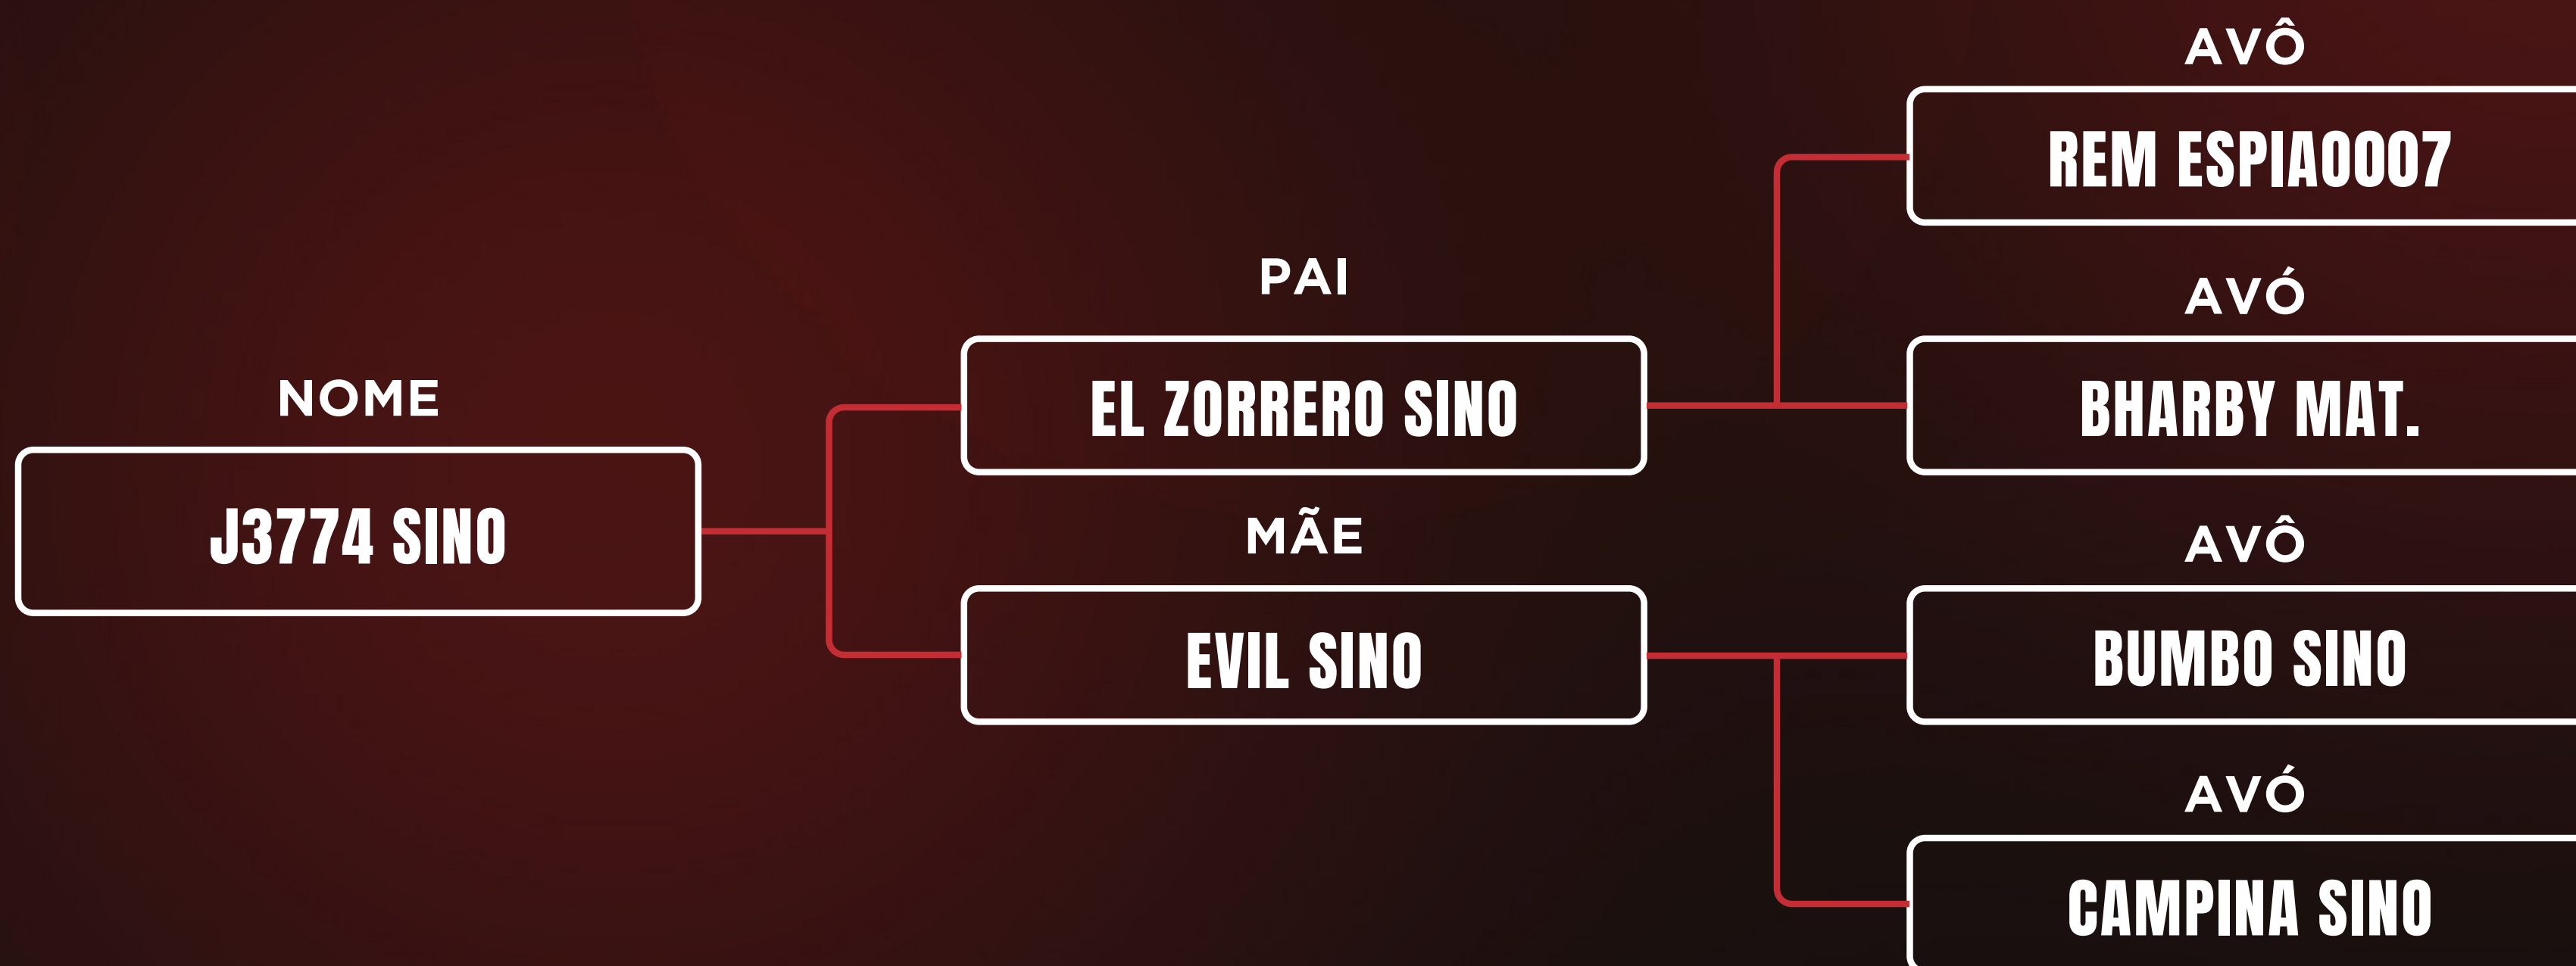 NOME
J3774 SINO
PAI
EL ZORRERO SINO
MÃE
EVIL SINO
AVÔ
REM ESPIA0007
AVÓ
BHARBY MAT.
AVÔ
BUMBO SINO
AVÓ
CAMPINA SINO